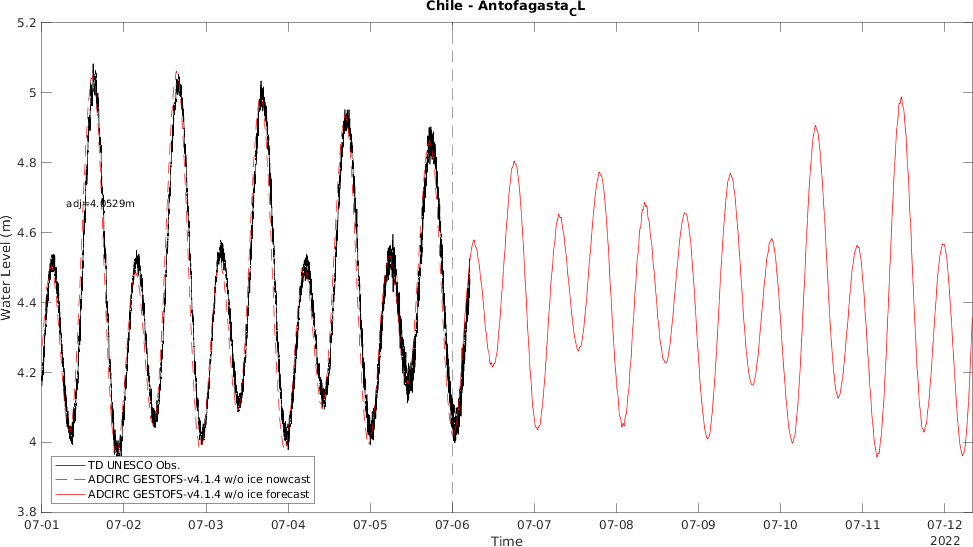 Chile - Antofagasta_CL
5.2
5
4.8
4.6
4.4
4.2
4
3.8
Water Level (m)
adj=4.0529m
TD UNESCO Obs.
ADCIRC GESTOFS-v4.1.4 w/o ice nowcast
ADCIRC GESTOFS-v4.1.4 w/o ice forecast
07-01 07-02 07-03 07-04 07-05 07-06 07-07 07-08 07-09 07-10 07-11 07-12
Time
2022